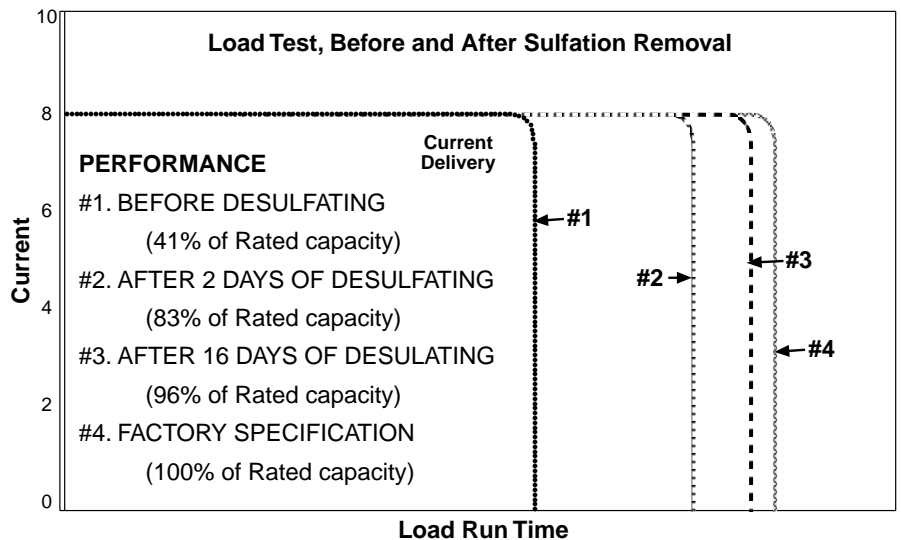 Load Test, Before and After Sulfation Removal
10
8
6
4
2
0
Current
Current
Delivery
PERFORMANCE
#1. BEFORE DESULFATING
(41% of Rated capacity)
#2. AFTER 2 DAYS OF DESULFATING
(83% of Rated capacity)
#3. AFTER 16 DAYS OF DESULATING
(96% of Rated capacity)
#4. FACTORY SPECIFICATION
(100% of Rated capacity)
#1
#2
#3
#4
Load Run Time